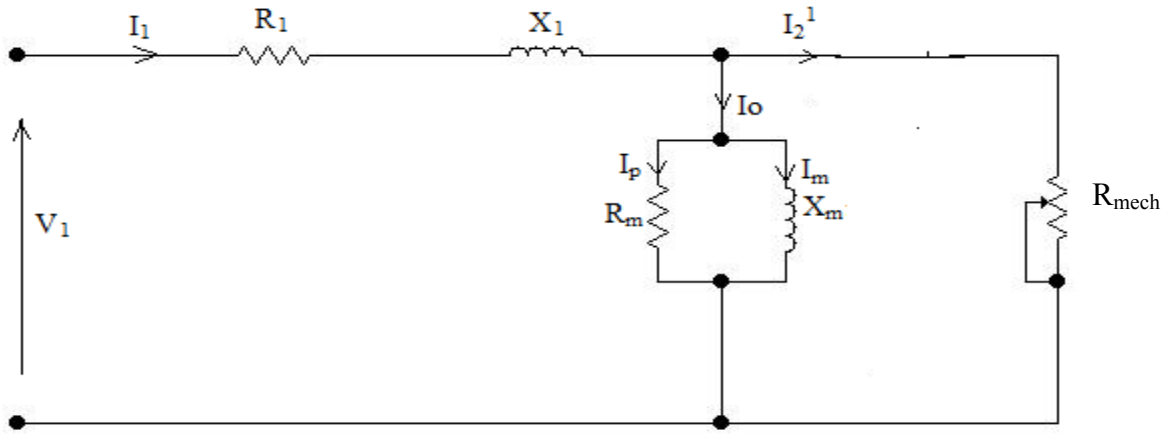 I₁
R₁
X₁
I₂¹
Io
Iₚ
Iₘ
Rₘ
Xₘ
V₁
Rmech